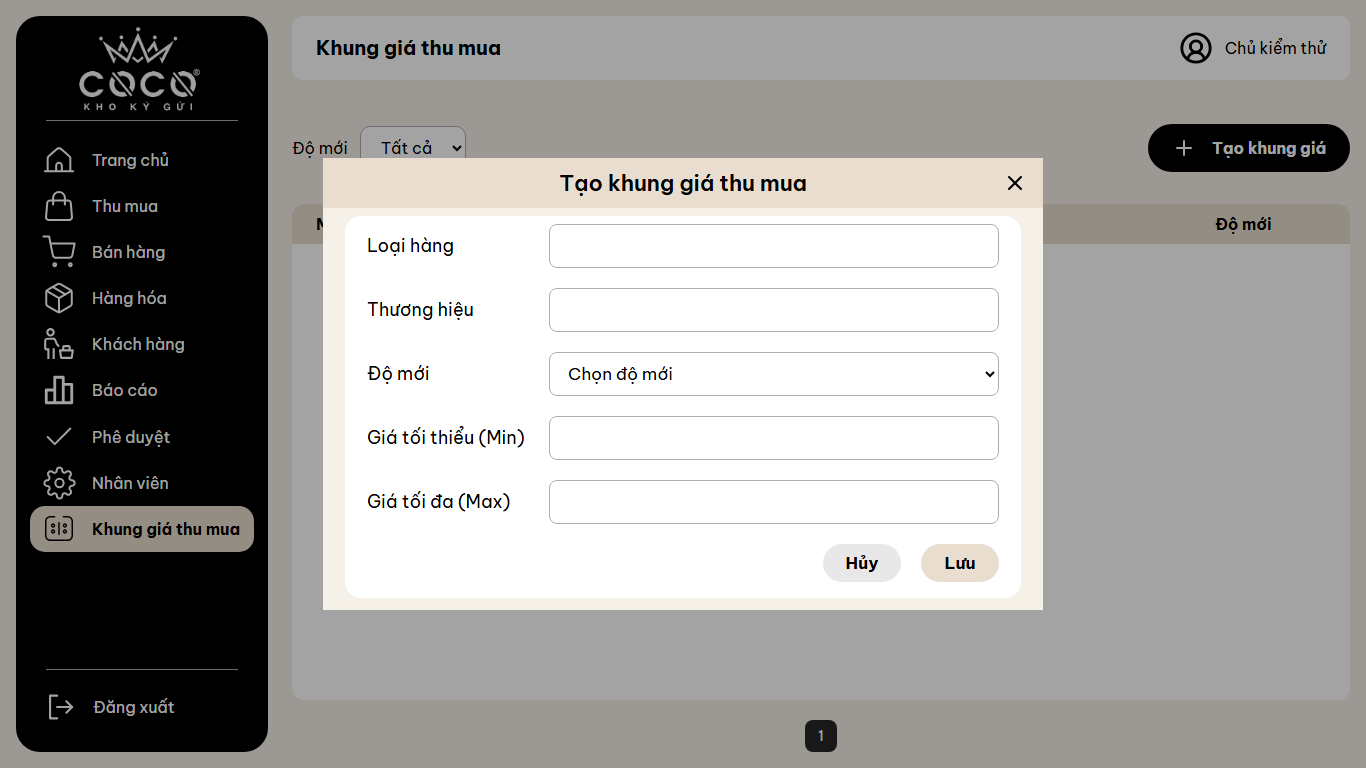 COCO®
KHO KÝ GỬI
Trang chủ
Thu mua
Bán hàng
Hàng hóa
Khách hàng
Báo cáo
Phê duyệt
Nhân viên
Khung giá thu mua
Đăng xuất
Khung giá thu mua
Chủ kiểm thử
Độ mới
Tất cả
Tạo khung giá
Độ mới
Tạo khung giá thu mua
Loại hàng
Thương hiệu
Độ mới
Chọn độ mới
Giá tối thiểu (Min)
Giá tối đa (Max)
Hủy
Lưu
1